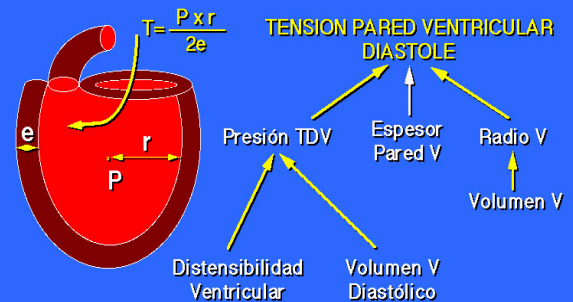 T= P x r
2e
TENSION PARED VENTRICULAR
DIASTOLE
e
r
P
Presión TDV
Espesor
Pared V
Radio V
Volumen V
Distensibilidad
Ventricular
Volumen V
Diastólico